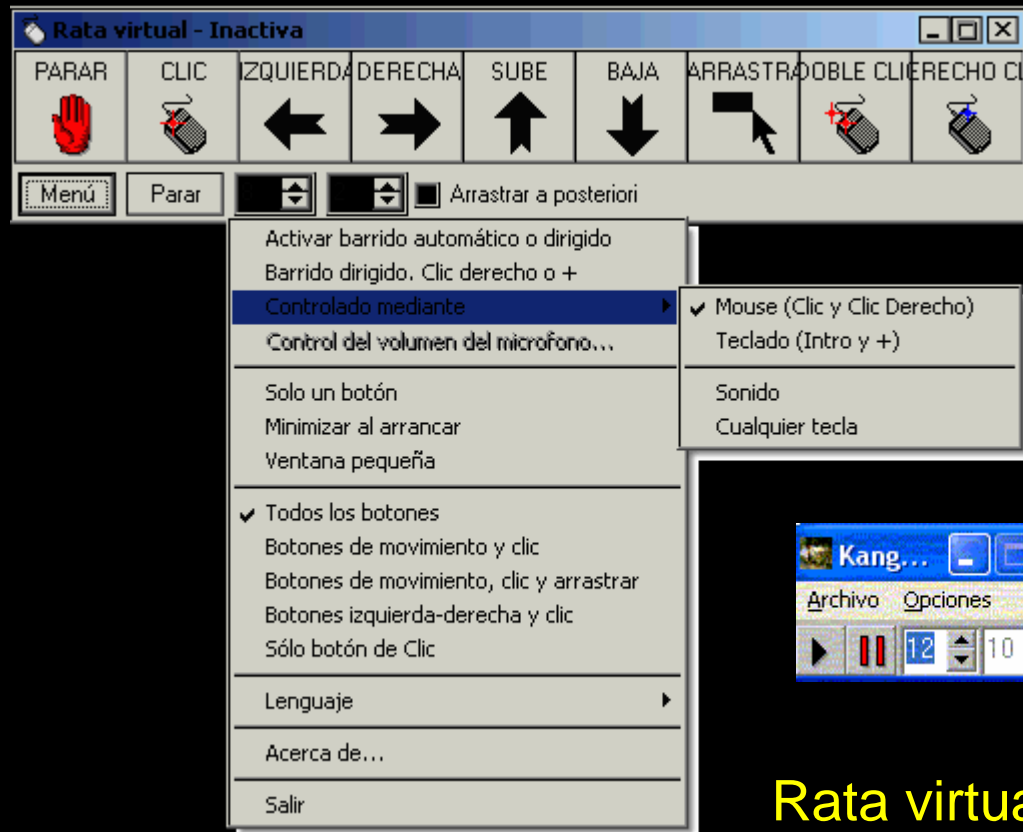 Rata virtual - Inactiva
PARAR CLIC IZQUIERDA DERECHA SUBE BAJA ARRASTRA DOBLE CLI ERECHO CL
Menú Parar Arrastrar a posteriori
Activar barrido automático o dirigido
Barrido dirigido. Clic derecho o +
Controlado mediante
Control del volumen del microfono...
Solo un botón
Minimizar al arrancar
Ventana pequeña
Todos los botones
Botones de movimiento y clic
Botones de movimiento, clic y arrastrar
Botones izquierda-derecha y clic
Sólo botón de Clic
Lenguaje
Acerca de...
Salir
Mouse (Clic y Clic Derecho)
Teclado (Intro y +)
Sonido
Cualquier tecla
Kang...
Archivo Opciones
12 10
Rata virtua